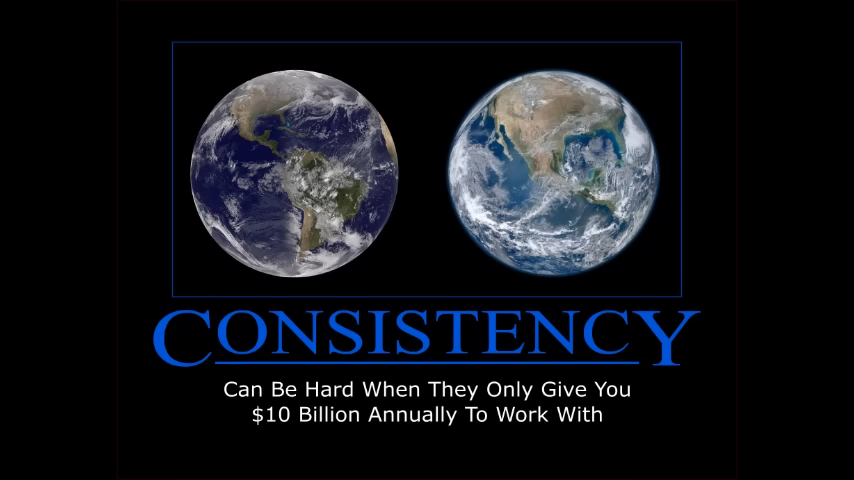 CONSISTENCY
Can Be Hard When They Only Give You
$10 Billion Annually To Work With